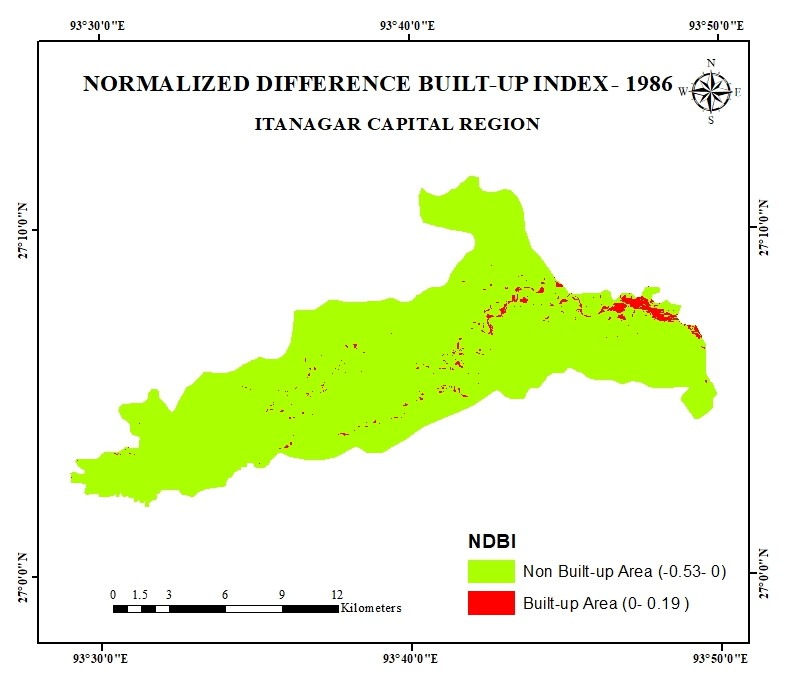 93°30'0"E 93°40'0"E 93°50'0"E
NORMALIZED DIFFERENCE BUILT-UP INDEX- 1986
ITANAGAR CAPITAL REGION
N
W E
S
27°10'0"N 27°10'0"N
NDBI
Non Built-up Area (-0.53- 0)
Built-up Area (0- 0.19 )
27°0'0"N 27°0'0"N
0 1.5 3 6 9 12
Kilometers
93°30'0"E 93°40'0"E 93°50'0"E